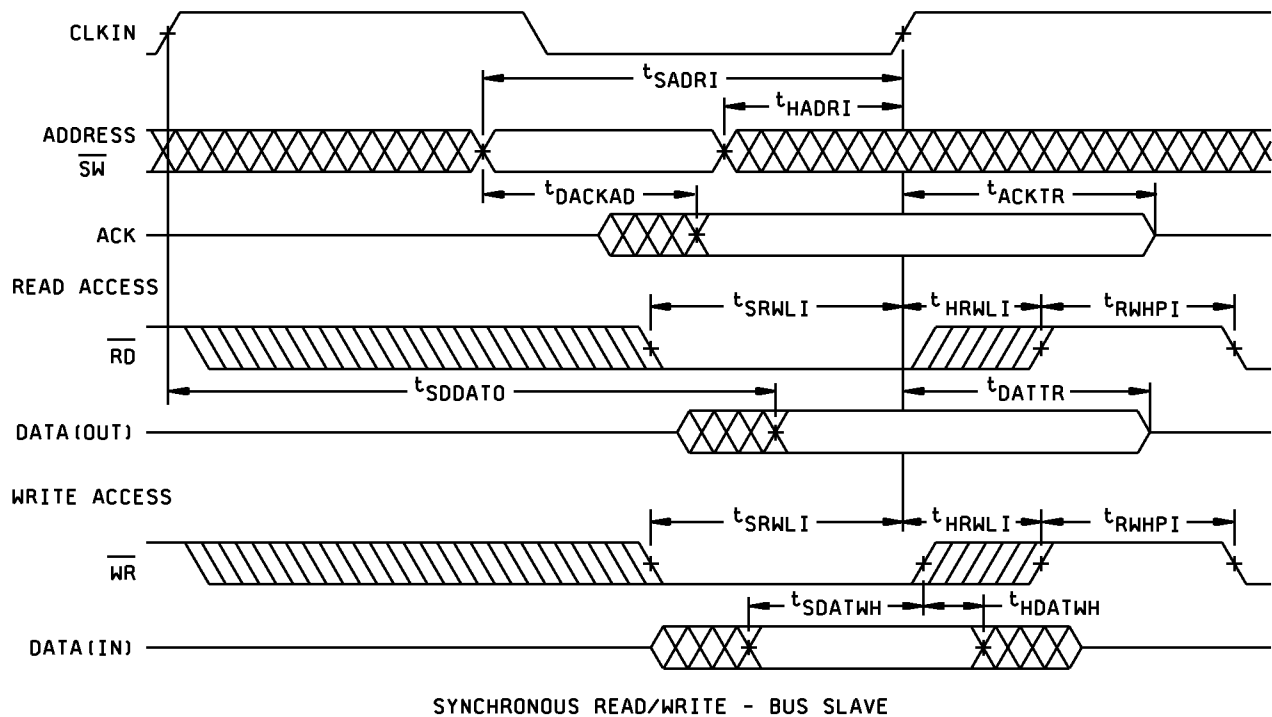 CLKIN
tSADRI
tHADRI
ADDRESS
SW
tDACKAD
tACKTR
ACK
READ ACCESS
tSRWLI
tHRWLI
tRWHPI
RD
tSDDATO
tDATTR
DATA(OUT)
WRITE ACCESS
tSRWLI
tHRWLI
tRWHPI
WR
tSDATWH
tHDATWH
DATA(IN)
SYNCHRONOUS READ/WRITE - BUS SLAVE